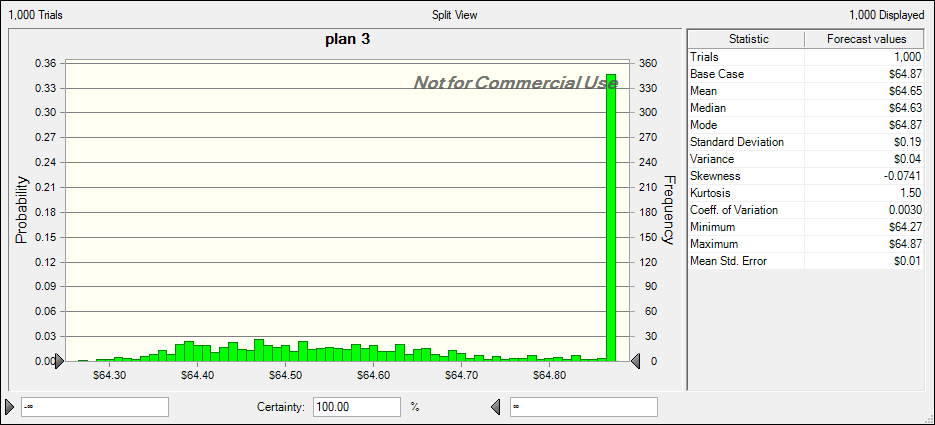 1,000 Trials Split View 1,000 Displayed
plan 3
Not for Commercial Use
Probability
0.36
0.33
0.30
0.27
0.24
0.21
0.18
0.15
0.12
0.09
0.06
0.03
0.00
360
330
300
270
240
210
180
150
120
90
60
30
0
Frequency
$64.30 $64.40 $64.50 $64.60 $64.70 $64.80
Statistic Forecast values
Trials 1,000
Base Case $64.87
Mean $64.65
Median $64.63
Mode $64.87
Standard Deviation $0.19
Variance $0.04
Skewness -0.0741
Kurtosis 1.50
Coeff. of Variation 0.0030
Minimum $64.27
Maximum $64.87
Mean Std. Error $0.01
-∞ Certainty: 100.00 % ∞